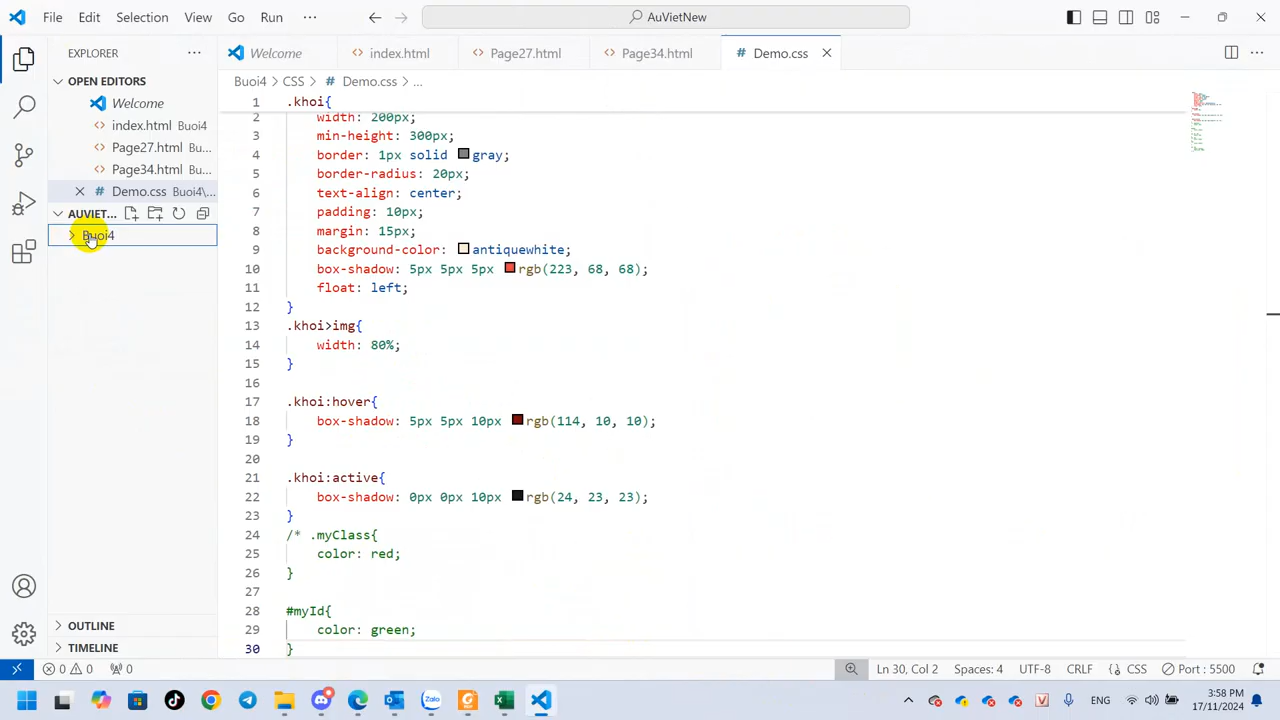 File Edit Selection View Go Run ··· AuVietNew
EXPLORER ··· Welcome index.html Page27.html Page34.html # Demo.css
OPEN EDITORS
Buoi4 > CSS > # Demo.css > ...
Welcome
index.html Buoi4
Page27.html
Page34.html
# Demo.css Buoi4\...
AUVIET...
Buoi4
OUTLINE
TIMELINE
1 .khoi{
2 width: 200px;
3 min-height: 300px;
4 border: 1px solid gray;
5 border-radius: 20px;
6 text-align: center;
7 padding: 10px;
8 margin: 15px;
9 background-color: antiquewhite;
10 box-shadow: 5px 5px 5px rgb(223, 68, 68);
11 float: left;
12 }
13 .khoi>img{
14 width: 80%;
15 }
16
17 .khoi:hover{
18 box-shadow: 5px 5px 10px rgb(114, 10, 10);
19 }
20
21 .khoi:active{
22 box-shadow: 0px 0px 10px rgb(24, 23, 23);
23 }
24 /* .myClass{
25 color: red;
26 }
27
28 #myId{
29 color: green;
30 }
0 0 0 Ln 30, Col 2 Spaces: 4 UTF-8 CRLF {} CSS Port : 5500
Zalo ENG 3:58 PM
17/11/2024